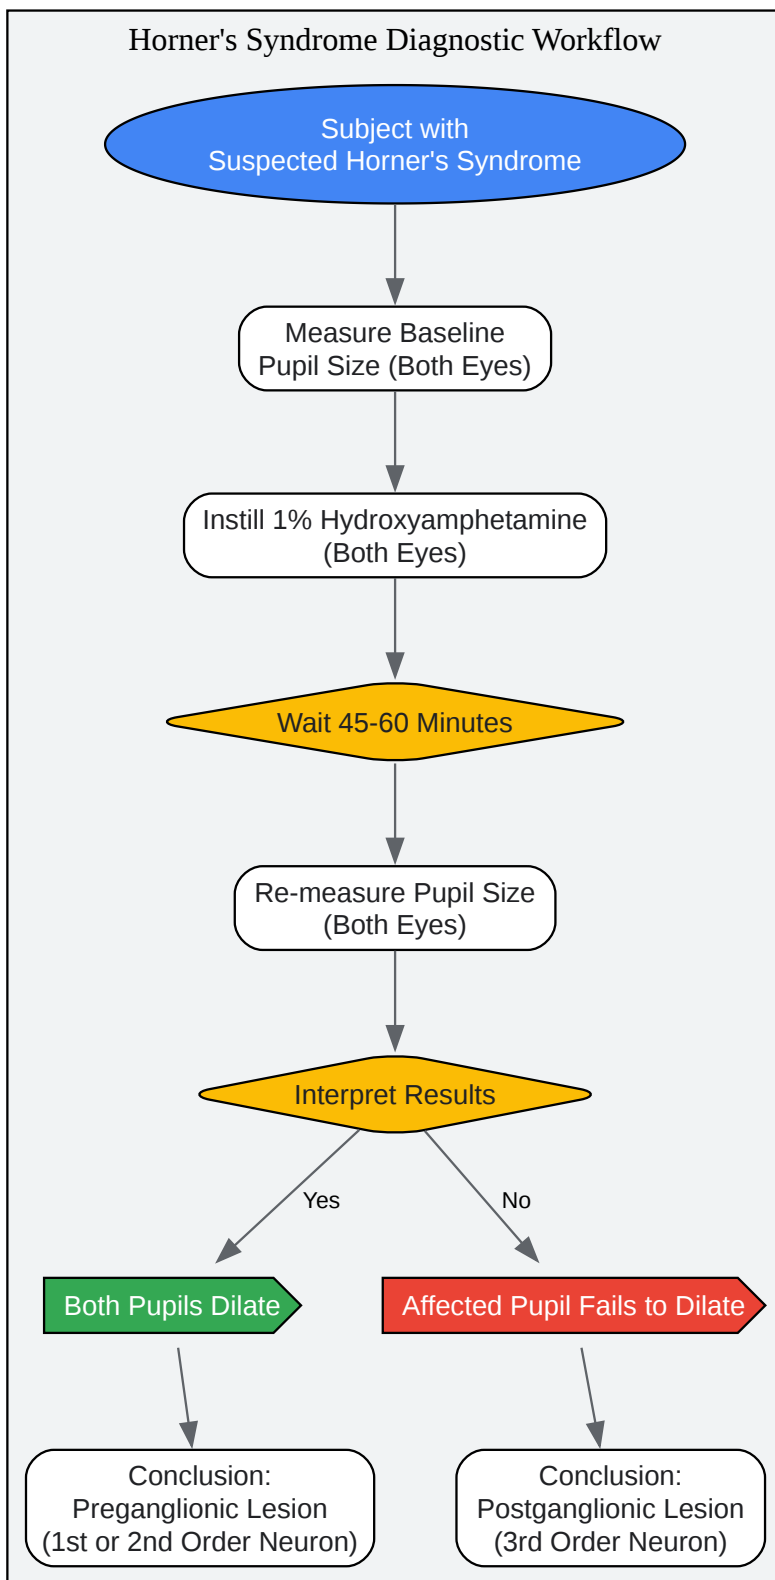 Horner's Syndrome Diagnostic Workflow
Subject with
Suspected Horner's Syndrome
Measure Baseline
Pupil Size (Both Eyes)
Instill 1% Hydroxyamphetamine
(Both Eyes)
Wait 45-60 Minutes
Re-measure Pupil Size
(Both Eyes)
Interpret Results
Yes
No
Both Pupils Dilate
Affected Pupil Fails to Dilate
Conclusion:
Preganglionic Lesion
(1st or 2nd Order Neuron)
Conclusion:
Postganglionic Lesion
(3rd Order Neuron)